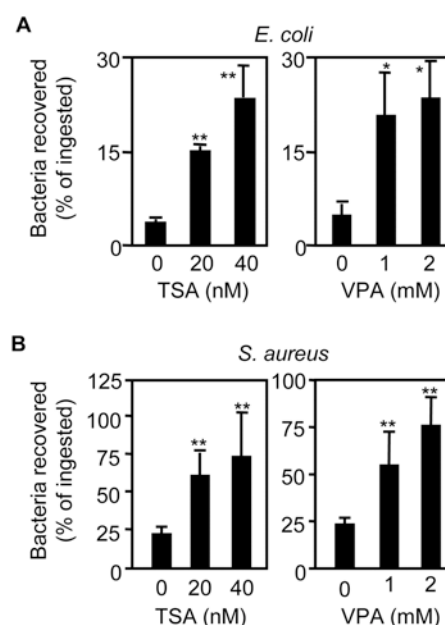 A
E. coli
Bacteria recovered
(% of ingested)
30
15
0
**
**
0 20 40
TSA (nM)
30
15
0
*
*
0 1 2
VPA (mM)
B
S. aureus
Bacteria recovered
(% of ingested)
125
100
75
50
25
0
**
**
0 20 40
TSA (nM)
100
75
50
25
0
**
**
0 1 2
VPA (mM)